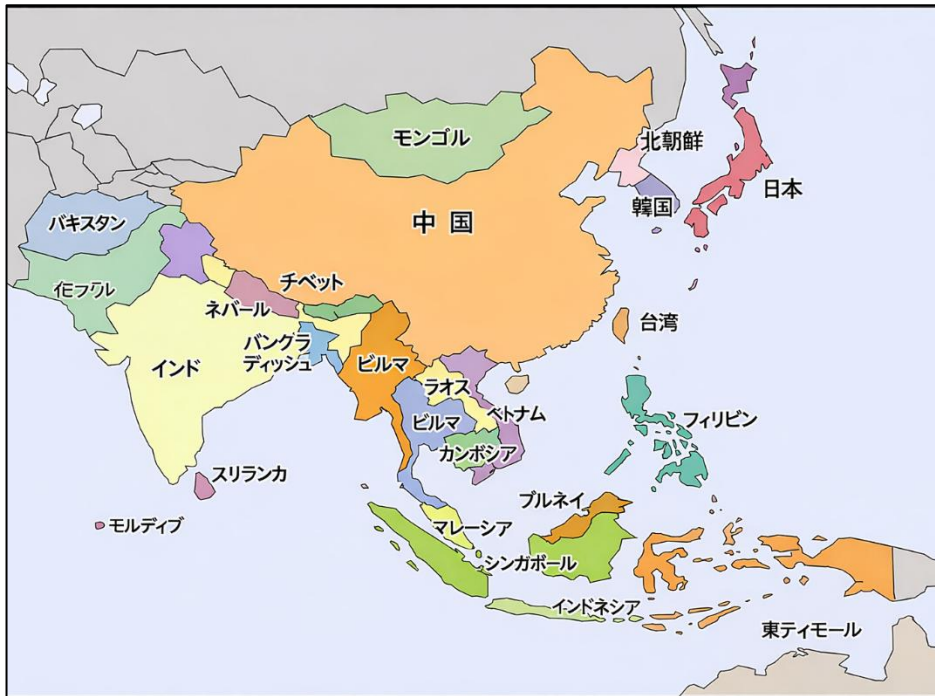 モンゴル
北朝鮮
中 国
韓国
日本
バキスタン
チベット
ネバール
台湾
バングラ
ディッシュ
インド
ビルマ
ラオス
ビルマ
ベトナム
フィリビン
カンボシア
スリランカ
ブルネイ
モルディブ
マレーシア
シンガボール
インドネシア
東ティモール